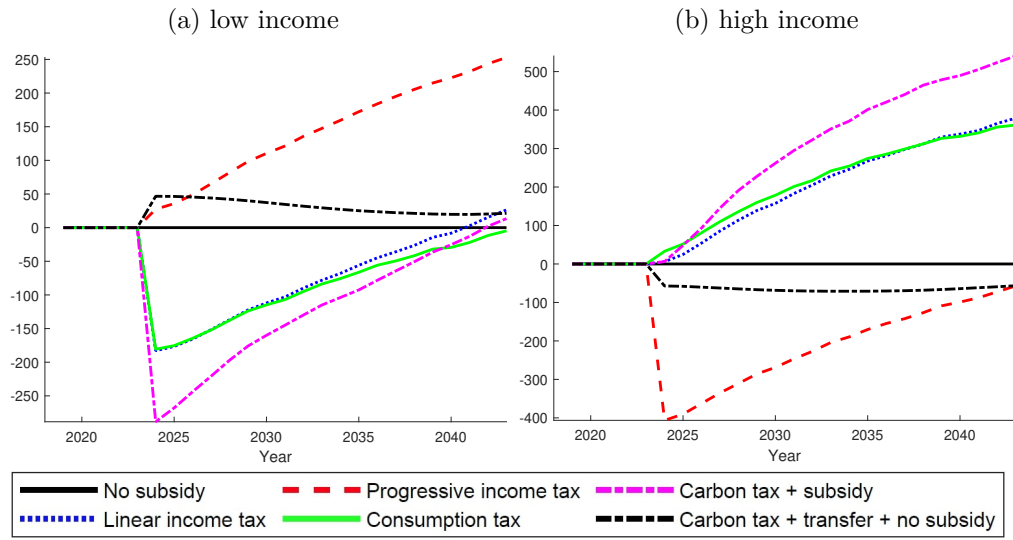 (a) low income
(b) high income
250
200
150
100
50
0
-50
-100
-150
-200
-250
2020 2025 2030 2035 2040
Year
500
400
300
200
100
0
-100
-200
-300
-400
2020 2025 2030 2035 2040
Year
No subsidy Progressive income tax Carbon tax + subsidy
Linear income tax Consumption tax Carbon tax + transfer + no subsidy